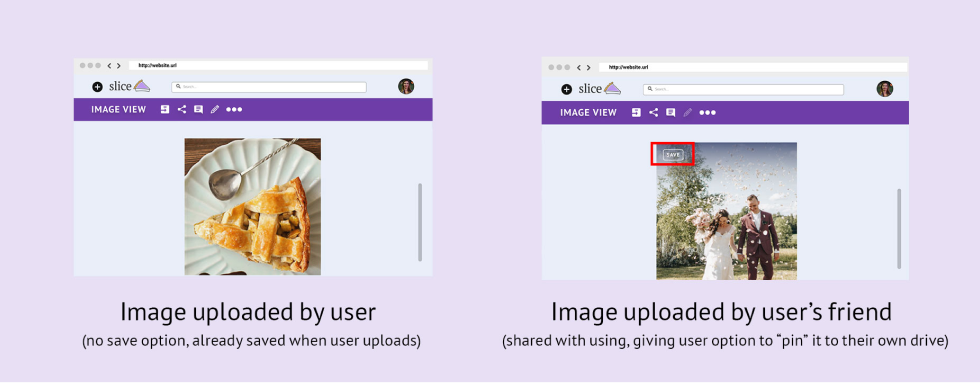 http://website.url
slice
Search...
IMAGE VIEW
Image uploaded by user
(no save option, already saved when user uploads)
http://website.url
slice
Search...
IMAGE VIEW
SAVE
Image uploaded by user's friend
(shared with using, giving user option to “pin” it to their own drive)